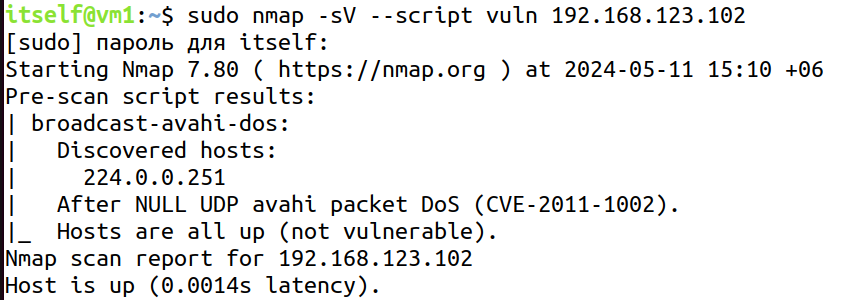 itself@vm1:~$ sudo nmap -sV --script vuln 192.168.123.102
[sudo] пароль для itself:
Starting Nmap 7.80 ( https://nmap.org ) at 2024-05-11 15:10 +06
Pre-scan script results:
| broadcast-avahi-dos:
|   Discovered hosts:
|     224.0.0.251
|   After NULL UDP avahi packet DoS (CVE-2011-1002).
|_  Hosts are all up (not vulnerable).
Nmap scan report for 192.168.123.102
Host is up (0.0014s latency).